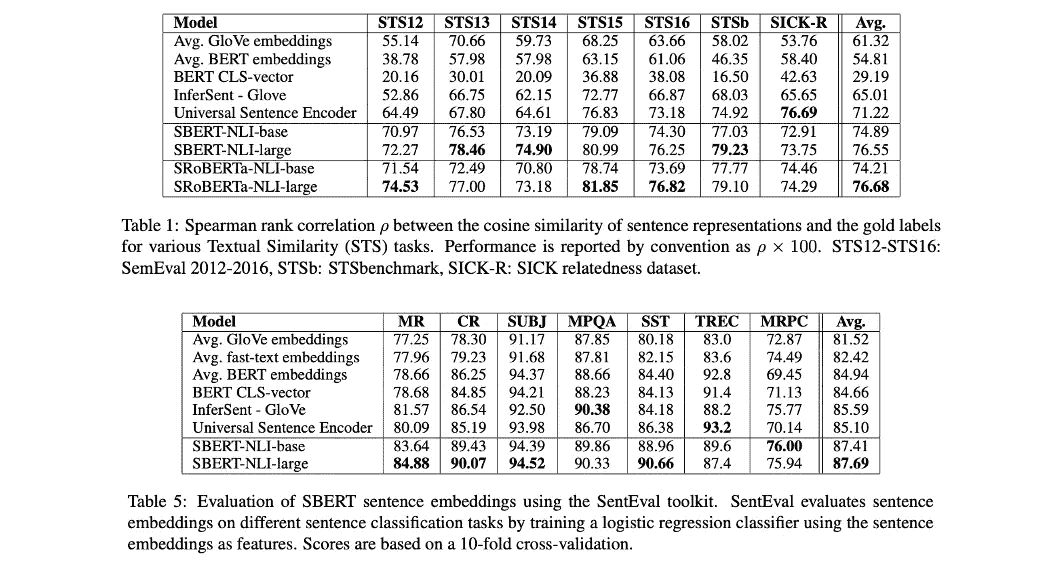 Model STS12 STS13 STS14 STS15 STS16 STSb SICK-R Avg.
Avg. GloVe embeddings 55.14 70.66 59.73 68.25 63.66 58.02 53.76 61.32
Avg. BERT embeddings 38.78 57.98 57.98 63.15 61.06 46.35 58.40 54.81
BERT CLS-vector 20.16 30.01 20.09 36.88 38.08 16.50 42.63 29.19
InferSent - Glove 52.86 66.75 62.15 72.77 66.87 68.03 65.65 65.01
Universal Sentence Encoder 64.49 67.80 64.61 76.83 73.18 74.92 76.69 71.22
SBERT-NLI-base 70.97 76.53 73.19 79.09 74.30 77.03 72.91 74.89
SBERT-NLI-large 72.27 78.46 74.90 80.99 76.25 79.23 73.75 76.55
SRoBERTa-NLI-base 71.54 72.49 70.80 78.74 73.69 77.77 74.46 74.21
SRoBERTa-NLI-large 74.53 77.00 73.18 81.85 76.82 79.10 74.29 76.68
Table 1: Spearman rank correlation ρ between the cosine similarity of sentence representations and the gold labels
for various Textual Similarity (STS) tasks. Performance is reported by convention as ρ × 100. STS12-STS16:
SemEval 2012-2016, STSb: STSbenchmark, SICK-R: SICK relatedness dataset.
Model MR CR SUBJ MPQA SST TREC MRPC Avg.
Avg. GloVe embeddings 77.25 78.30 91.17 87.85 80.18 83.0 72.87 81.52
Avg. fast-text embeddings 77.96 79.23 91.68 87.81 82.15 83.6 74.49 82.42
Avg. BERT embeddings 78.66 86.25 94.37 88.66 84.40 92.8 69.45 84.94
BERT CLS-vector 78.68 84.85 94.21 88.23 84.13 91.4 71.13 84.66
InferSent - GloVe 81.57 86.54 92.50 90.38 84.18 88.2 75.77 85.59
Universal Sentence Encoder 80.09 85.19 93.98 86.70 86.38 93.2 70.14 85.10
SBERT-NLI-base 83.64 89.43 94.39 89.86 88.96 89.6 76.00 87.41
SBERT-NLI-large 84.88 90.07 94.52 90.33 90.66 87.4 75.94 87.69
Table 5: Evaluation of SBERT sentence embeddings using the SentEval toolkit. SentEval evaluates sentence
embeddings on different sentence classification tasks by training a logistic regression classifier using the sentence
embeddings as features. Scores are based on a 10-fold cross-validation.